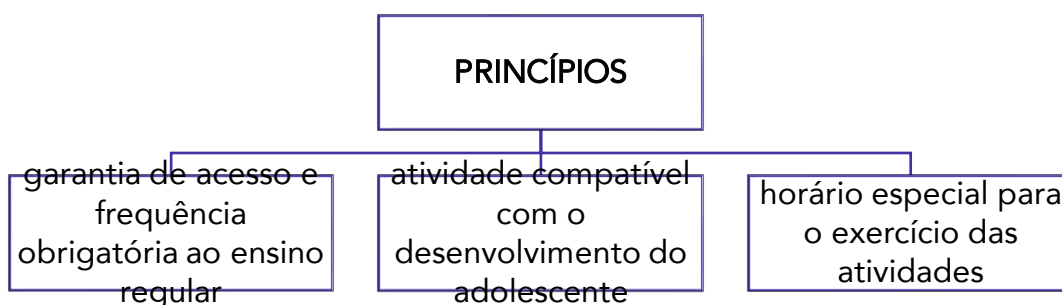 PRINCÍPIOS
garantia de acesso e
frequência
obrigatória ao ensino
regular
atividade compatível
com o
desenvolvimento do
adolescente
horário especial para
o exercício das
atividades